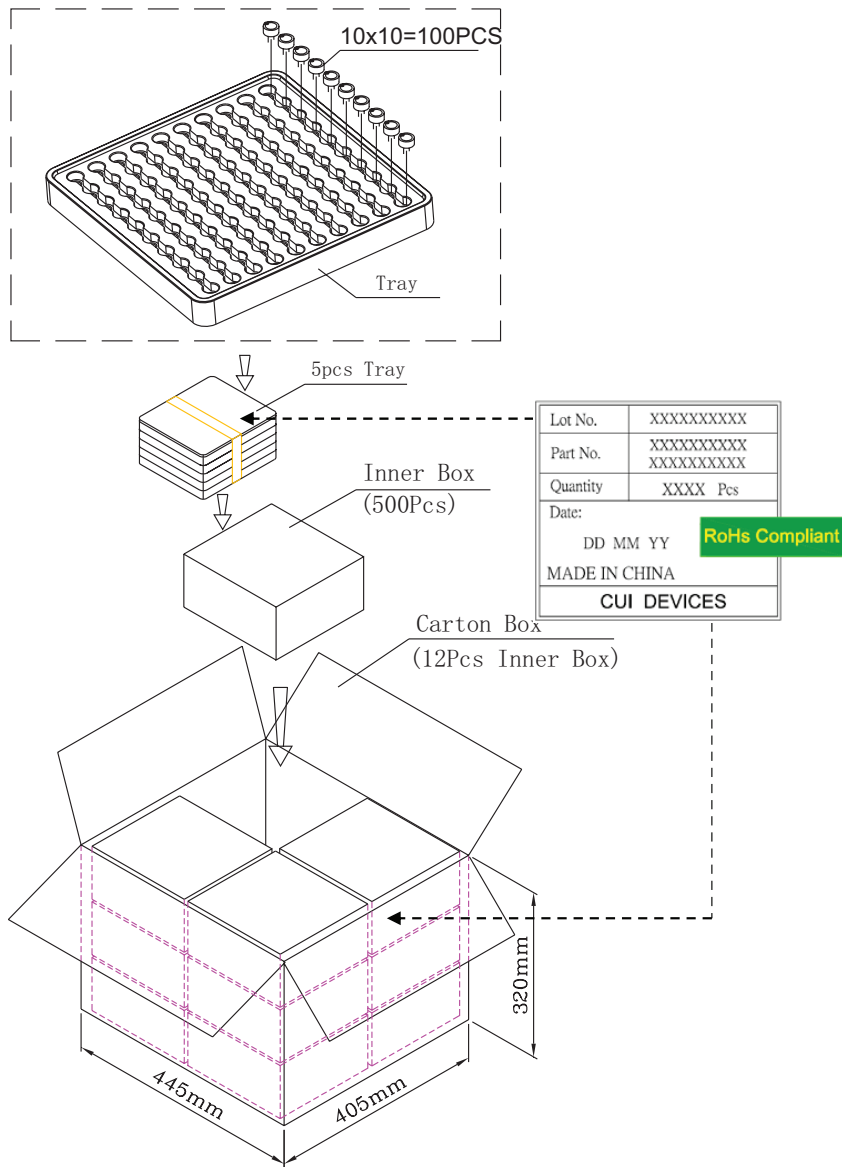 10x10=100PCS
Tray
5pcs Tray
Inner Box
(500Pcs)
Lot No. XXXXXXXXXX
Part No. XXXXXXXXXX
XXXXXXXXXX
Quantity XXXX Pcs
Date:
DD MM YY
RoHs Compliant
MADE IN CHINA
CUI DEVICES
Carton Box
(12Pcs Inner Box)
320mm
445mm
405mm